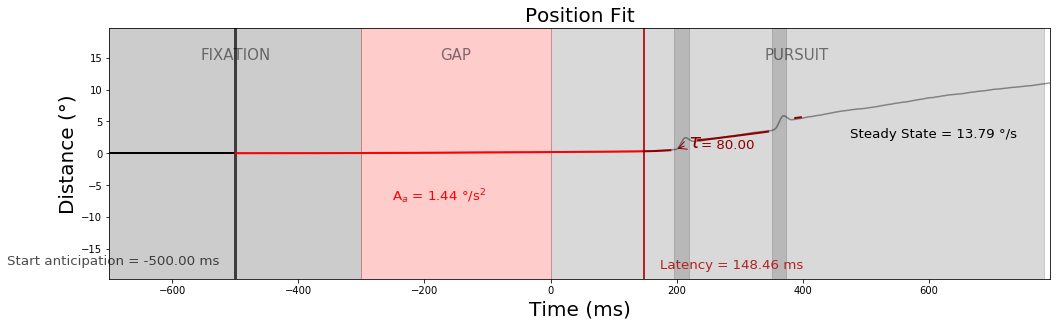 Position Fit
FIXATION
GAP
PURSUIT
15
10
5
0
−5
−10
−15
Distance (°)
Steady State = 13.79 °/s
τ = 80.00
Aₐ = 1.44 °/s²
Start anticipation = -500.00 ms
Latency = 148.46 ms
−600
−400
−200
0
200
400
600
Time (ms)